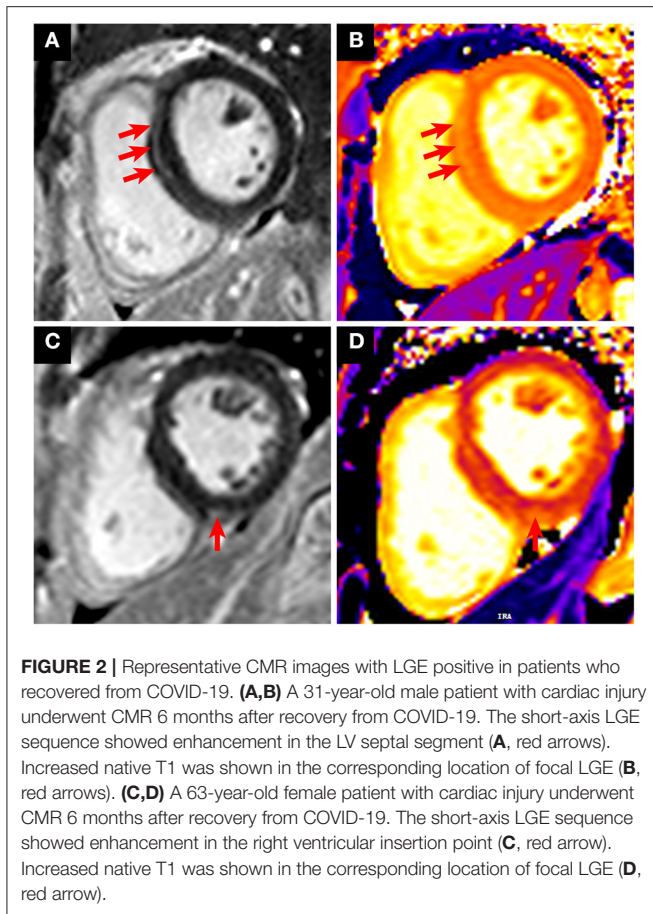 A
B
C
D
IRA
FIGURE 2 | Representative CMR images with LGE positive in patients who
recovered from COVID-19. (A,B) A 31-year-old male patient with cardiac injury
underwent CMR 6 months after recovery from COVID-19. The short-axis LGE
sequence showed enhancement in the LV septal segment (A, red arrows).
Increased native T1 was shown in the corresponding location of focal LGE (B,
red arrows). (C,D) A 63-year-old female patient with cardiac injury underwent
CMR 6 months after recovery from COVID-19. The short-axis LGE sequence
showed enhancement in the right ventricular insertion point (C, red arrow).
Increased native T1 was shown in the corresponding location of focal LGE (D,
red arrow).